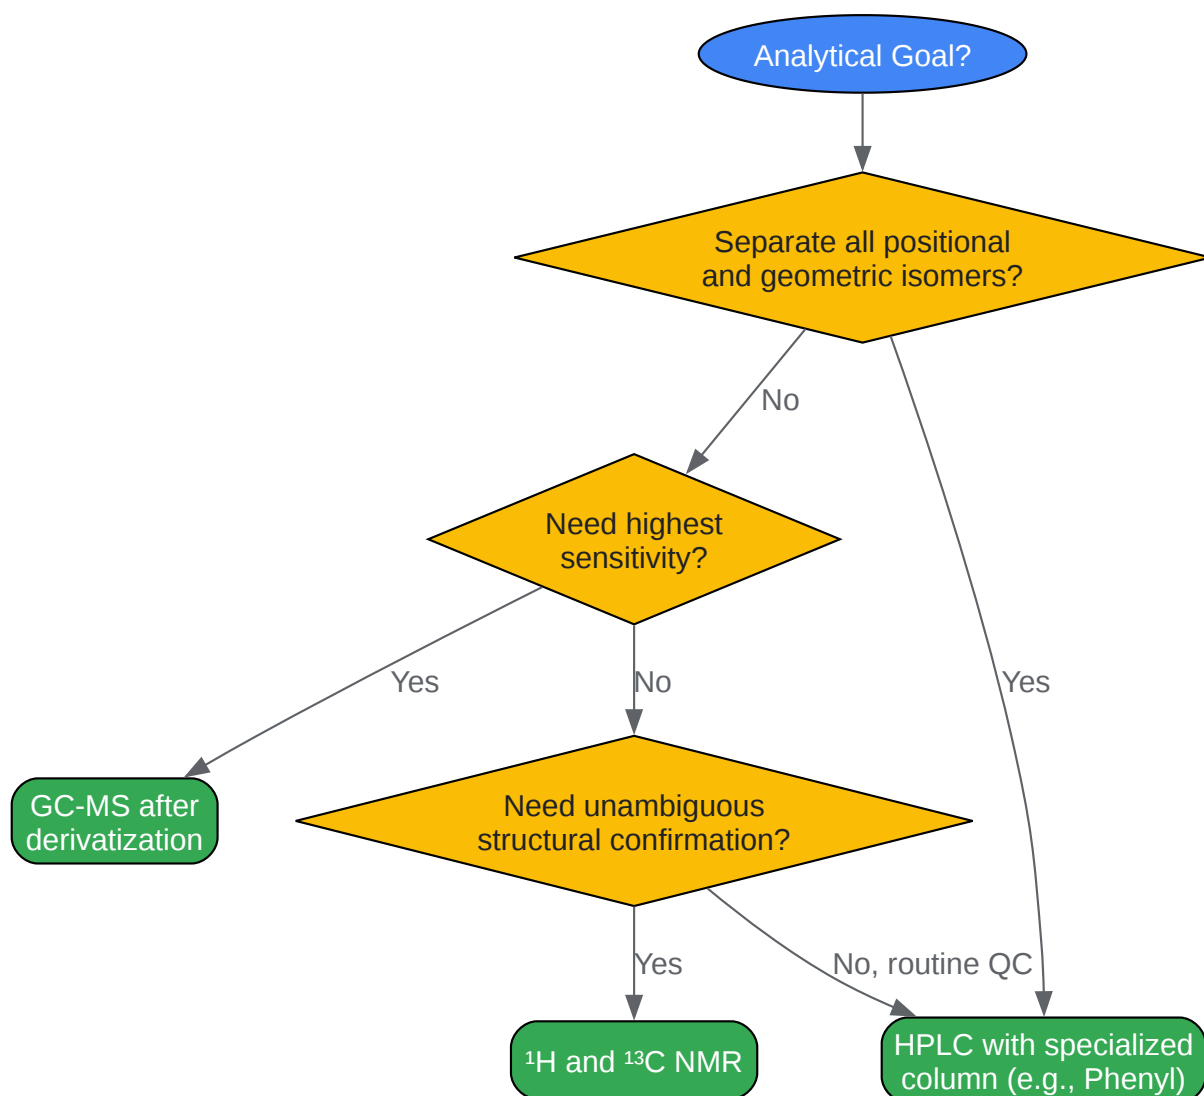 Analytical Goal?
Separate all positional
and geometric isomers?
No
Need highest
sensitivity?
Yes
No
Yes
GC-MS after
derivatization
Need unambiguous
structural confirmation?
Yes
No, routine QC
¹H and ¹³C NMR
HPLC with specialized
column (e.g., Phenyl)